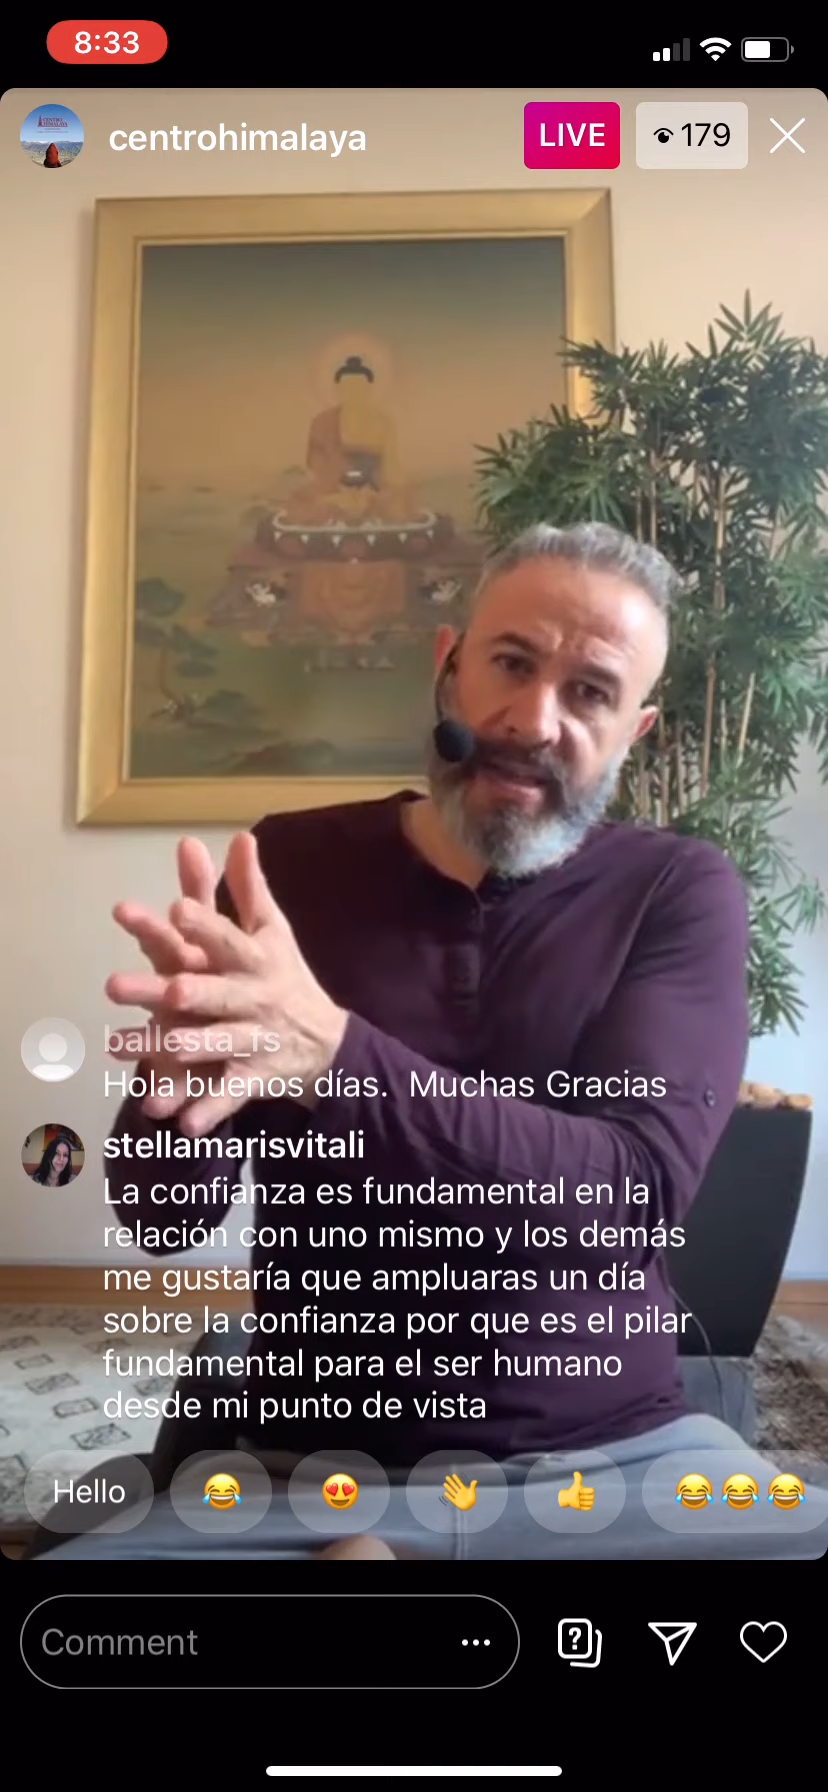 8:33
centrohimalaya
LIVE
179
ballesta_fs
Hola buenos días.  Muchas Gracias
stellamarisvitali
La confianza es fundamental en la
relación con uno mismo y los demás
me gustaría que ampluaras un día
sobre la confianza por que es el pilar
fundamental para el ser humano
desde mi punto de vista
Hello
Comment